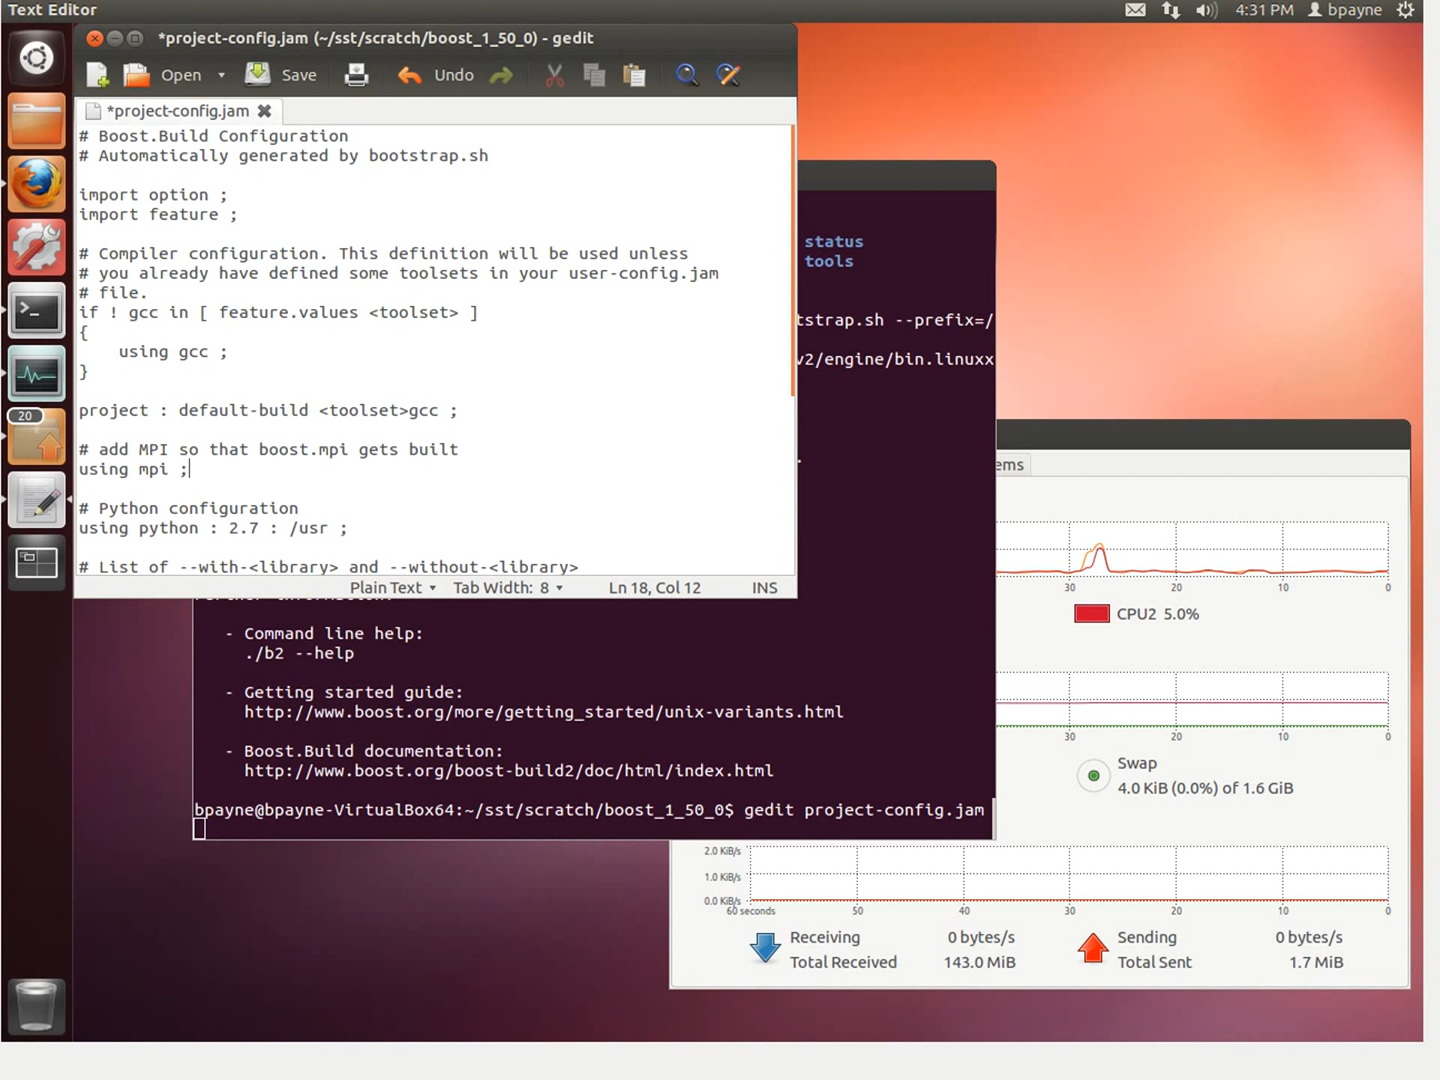 Text Editor
4:31 PM
bpayne
*project-config.jam (~/sst/scratch/boost_1_50_0) - gedit
Open
Save
Undo
*project-config.jam
# Boost.Build Configuration
# Automatically generated by bootstrap.sh
import option ;
import feature ;
# Compiler configuration. This definition will be used unless
# you already have defined some toolsets in your user-config.jam
# file.
if ! gcc in [ feature.values <toolset> ]
{
using gcc ;
}
project : default-build <toolset>gcc ;
# add MPI so that boost.mpi gets built
using mpi ;
# Python configuration
using python : 2.7 : /usr ;
# List of --with-<library> and --without-<library>
Plain Text
Tab Width: 8
Ln 18, Col 12
INS
20
status
tools
tstrap.sh --prefix=/
v2/engine/bin.linuxx
.
- Command line help:
./b2 --help
- Getting started guide:
http://www.boost.org/more/getting_started/unix-variants.html
- Boost.Build documentation:
http://www.boost.org/boost-build2/doc/html/index.html
bpayne@bpayne-VirtualBox64:~/sst/scratch/boost_1_50_0$ gedit project-config.jam
ems
30 20 10 0
CPU2 5.0%
30 20 10 0
Swap
4.0 KiB (0.0%) of 1.6 GiB
2.0 KiB/s
1.0 KiB/s
0.0 KiB/s
60 seconds 50 40 30 20 10 0
Receiving 0 bytes/s Sending 0 bytes/s
Total Received 143.0 MiB Total Sent 1.7 MiB